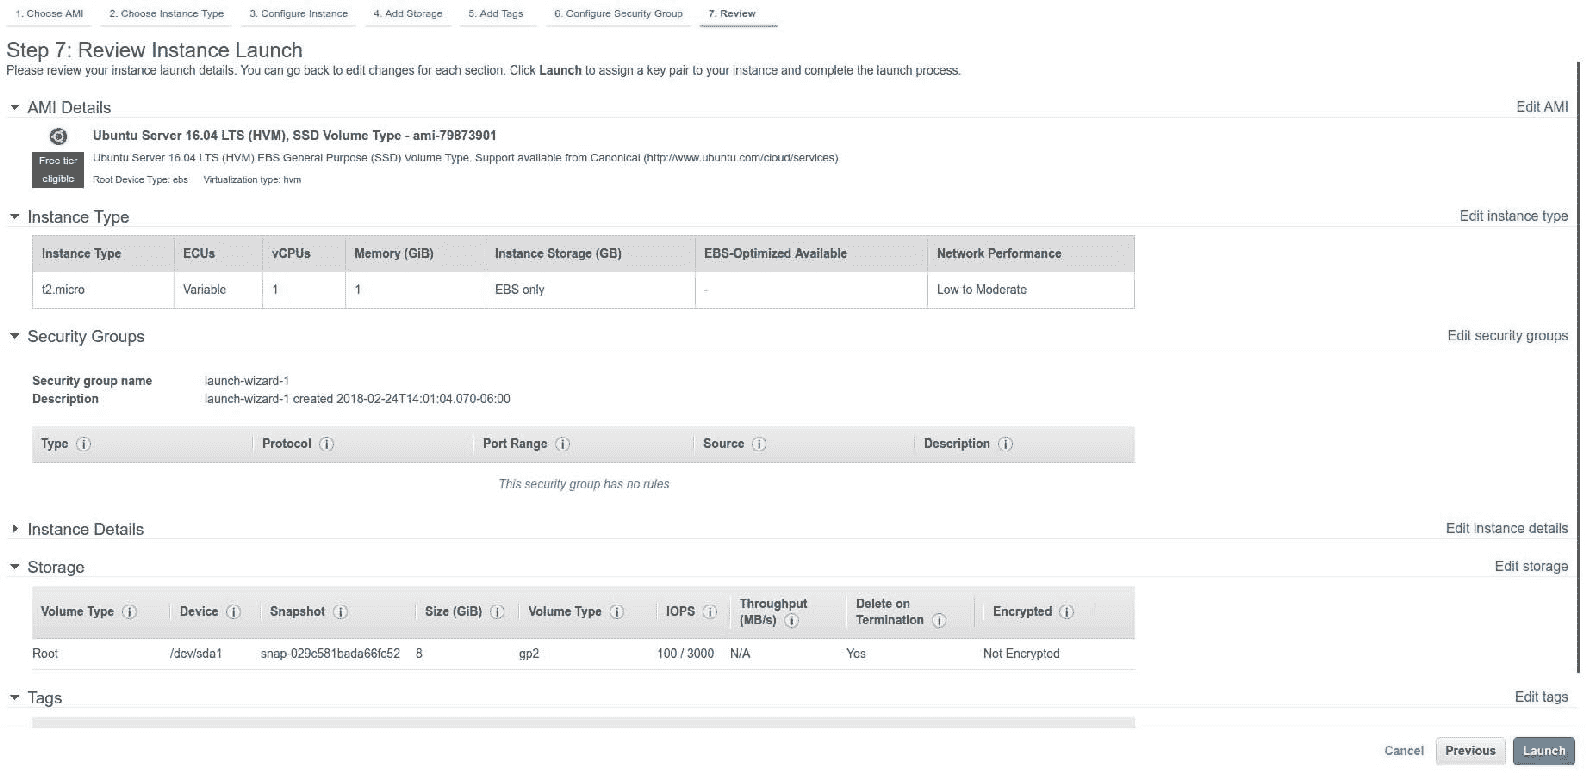 1. Choose AMI 2. Choose Instance Type 3. Configure Instance 4. Add Storage 5. Add Tags 6. Configure Security Group 7. Review
Step 7: Review Instance Launch
Please review your instance launch details. You can go back to edit changes for each section. Click Launch to assign a key pair to your instance and complete the launch process.
AMI Details Edit AMI
Ubuntu Server 16.04 LTS (HVM), SSD Volume Type - ami-79873901
Free tier eligible
Ubuntu Server 16.04 LTS (HVM) EBS General Purpose (SSD) Volume Type. Support available from Canonical (http://www.ubuntu.com/cloud/services)
Root Device Type: ebs Virtualization type: hvm
Instance Type Edit instance type
Instance Type ECUs vCPUs Memory (GiB) Instance Storage (GB) EBS-Optimized Available Network Performance
t2.micro Variable 1 1 EBS only - Low to Moderate
Security Groups Edit security groups
Security group name launch-wizard-1
Description launch-wizard-1 created 2018-02-24T14:01:04.070-06:00
Type Protocol Port Range Source Description
This security group has no rules
Instance Details Edit instance details
Storage Edit storage
Volume Type Device Snapshot Size (GiB) Volume Type IOPS Throughput (MB/s) Delete on Termination Encrypted
Root /dev/sda1 snap-029c581bada66fc52 8 gp2 100 / 3000 N/A Yes Not Encrypted
Tags Edit tags
Cancel Previous Launch